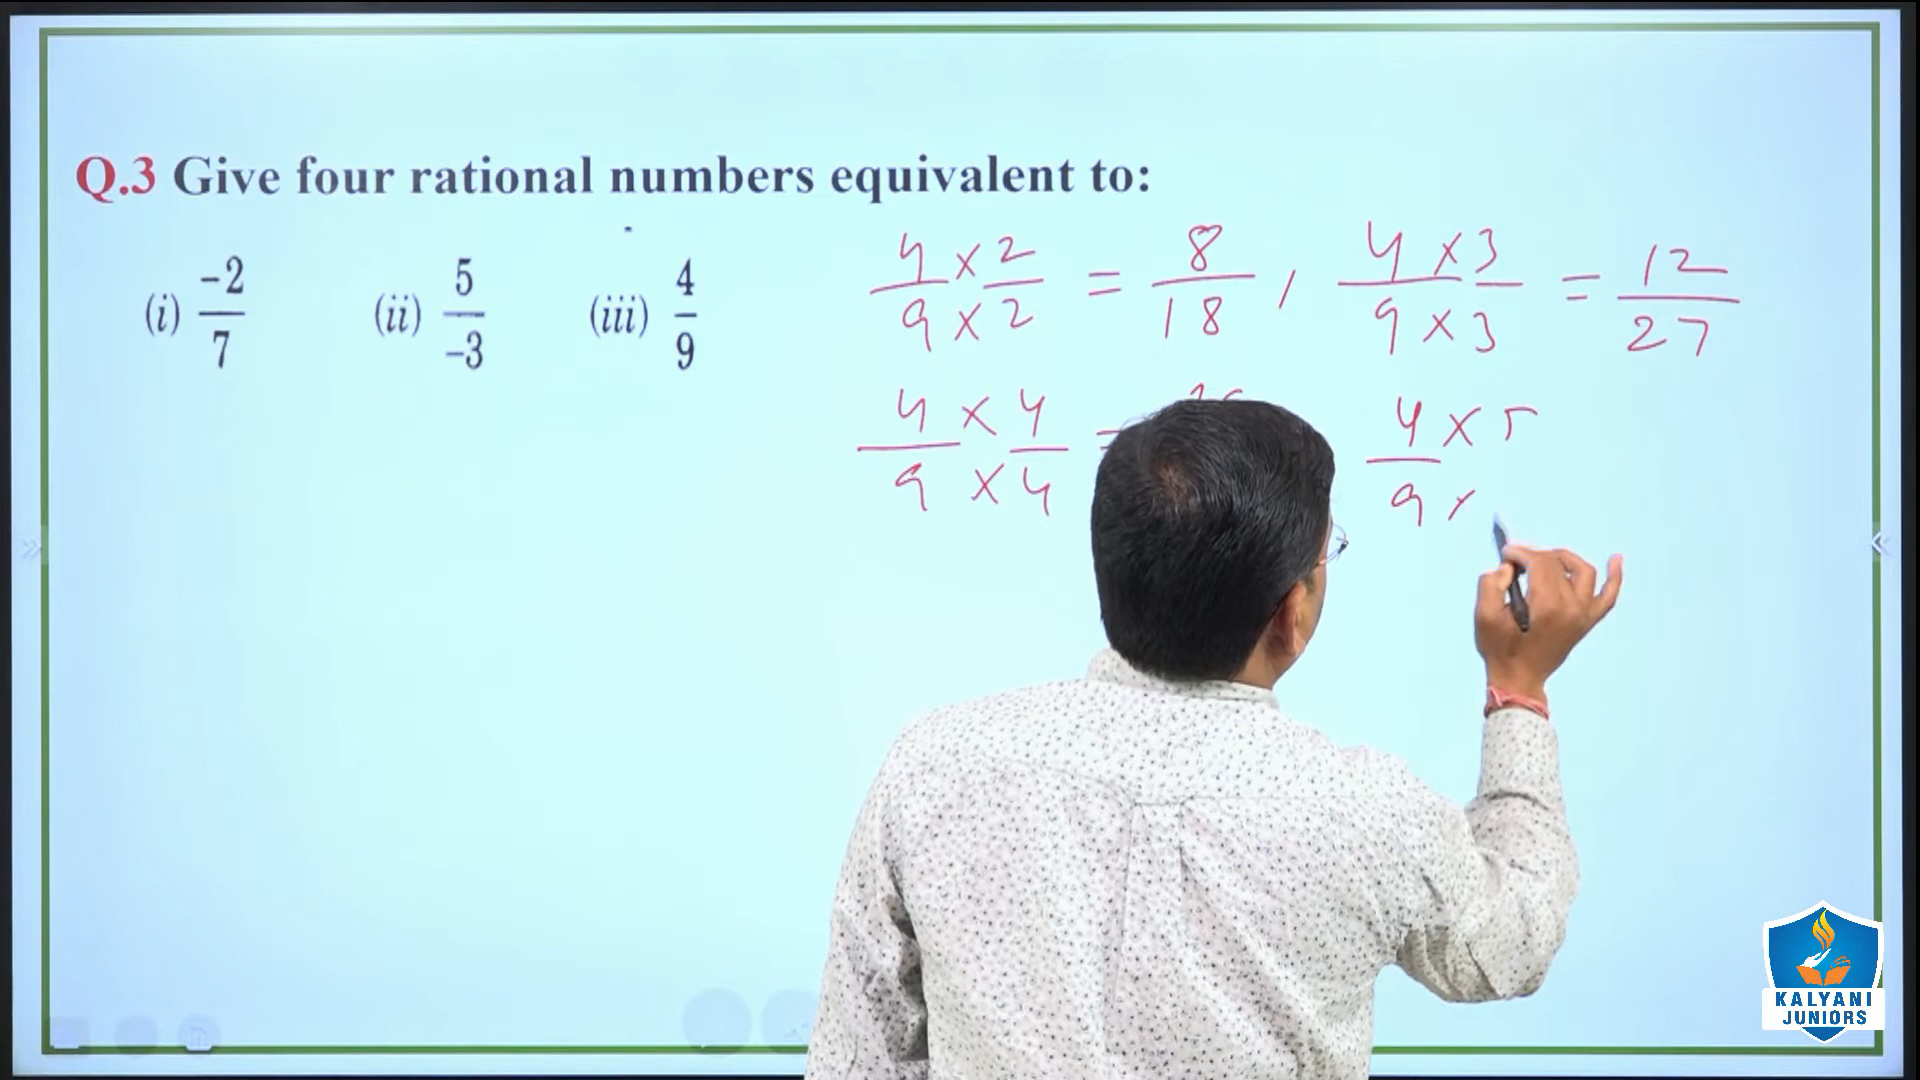 Q.3 Give four rational numbers equivalent to:
(i) -2/7 (ii) 5/-3 (iii) 4/9
4 × 2 / 9 × 2 = 8/18 , 4 × 3 / 9 × 3 = 12/27
4 × 4 / 9 × 4 = 4 × 5 / 9 ×
KALYANI
JUNIORS